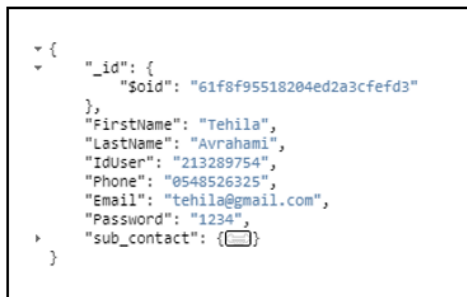 {
"_id": {
"$oid": "61f8f95518204ed2a3cfefd3"
},
"FirstName": "Tehila",
"LastName": "Avrahami",
"IdUser": "213289754",
"Phone": "0548526325",
"Email": "tehila@gmail.com",
"Password": "1234",
"sub_contact": {}
}